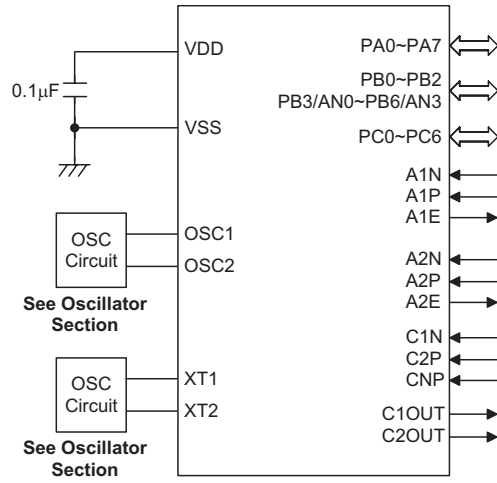 VDD
0.1μF
VSS
OSC
Circuit
OSC1
OSC2
See Oscillator
Section
OSC
Circuit
XT1
XT2
See Oscillator
Section
PA0~PA7
PB0~PB2
PB3/AN0~PB6/AN3
PC0~PC6
A1N
A1P
A1E
A2N
A2P
A2E
C1N
C2P
CNP
C1OUT
C2OUT